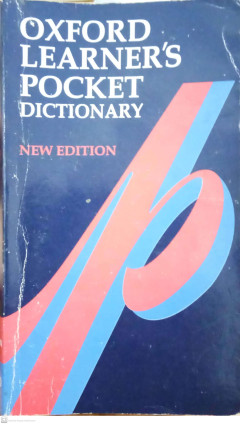 OXFORD
LEARNER'S
POCKET
DICTIONARY
NEW EDITION
p